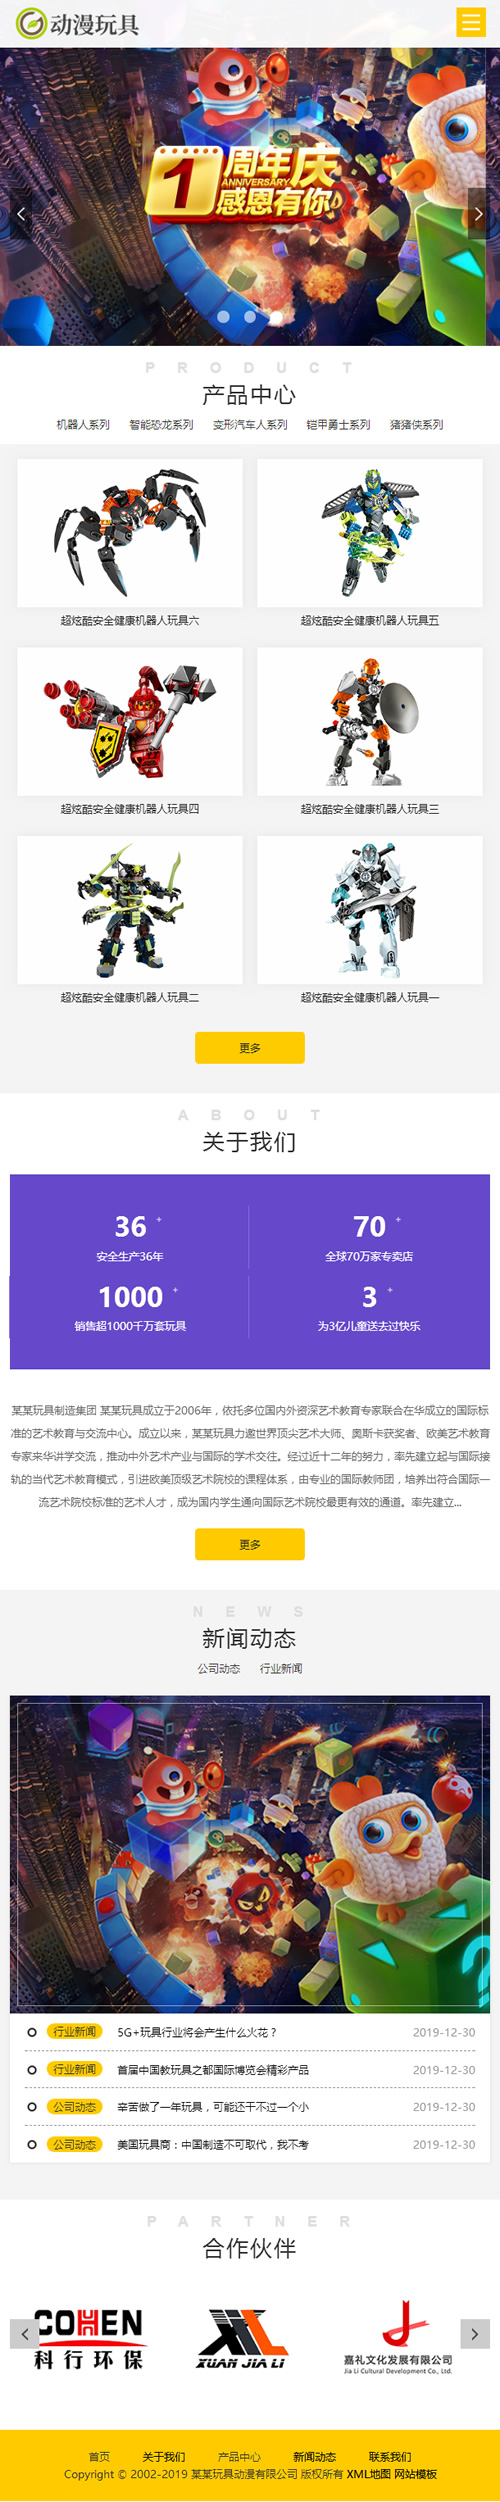 动漫玩具
1
周年庆
ANNIVERSARY
感恩有你
PRODUCT
产品中心
机器人系列 智能恐龙系列 变形汽车人系列 铠甲勇士系列 猪猪侠系列
超炫酷安全健康机器人玩具六 超炫酷安全健康机器人玩具五
超炫酷安全健康机器人玩具四 超炫酷安全健康机器人玩具三
超炫酷安全健康机器人玩具二 超炫酷安全健康机器人玩具一
更多
ABOUT
关于我们
36 + 70 +
安全生产36年 全球70万家专卖店
1000 + 3 +
销售超1000千万套玩具 为3亿儿童送去过快乐
某某玩具制造集团 某某玩具成立于2006年，依托多位国内外资深艺术教育专家联合在华成立的国际标
准的艺术教育与交流中心。成立以来，某某玩具力邀世界顶尖艺术大师、奥斯卡获奖者、欧美艺术教育
专家来华讲学交流，推动中外艺术产业与国际的学术交往。经过近十二年的努力，率先建立起与国际接
轨的当代艺术教育模式，引进欧美顶级艺术院校的课程体系，由专业的国际教师团，培养出符合国际一
流艺术院校标准的艺术人才，成为国内学生通向国际艺术院校最更有效的通道。率先建立...
更多
NEWS
新闻动态
公司动态 行业新闻
行业新闻 5G+玩具行业将会产生什么火花？ 2019-12-30
行业新闻 首届中国教玩具之都国际博览会精彩产品 2019-12-30
公司动态 辛苦做了一年玩具，可能还干不过一个小 2019-12-30
公司动态 美国玩具商：中国制造不可取代，我不考 2019-12-30
PARTNER
合作伙伴
COHEN
科行环保
XJL
XUAN JIA LI
嘉礼文化发展有限公司
Jia Li Cultural Development Co., Ltd.
首页 关于我们 产品中心 新闻动态 联系我们
Copyright © 2002-2019 某某玩具动漫有限公司 版权所有 XML地图 网站模板